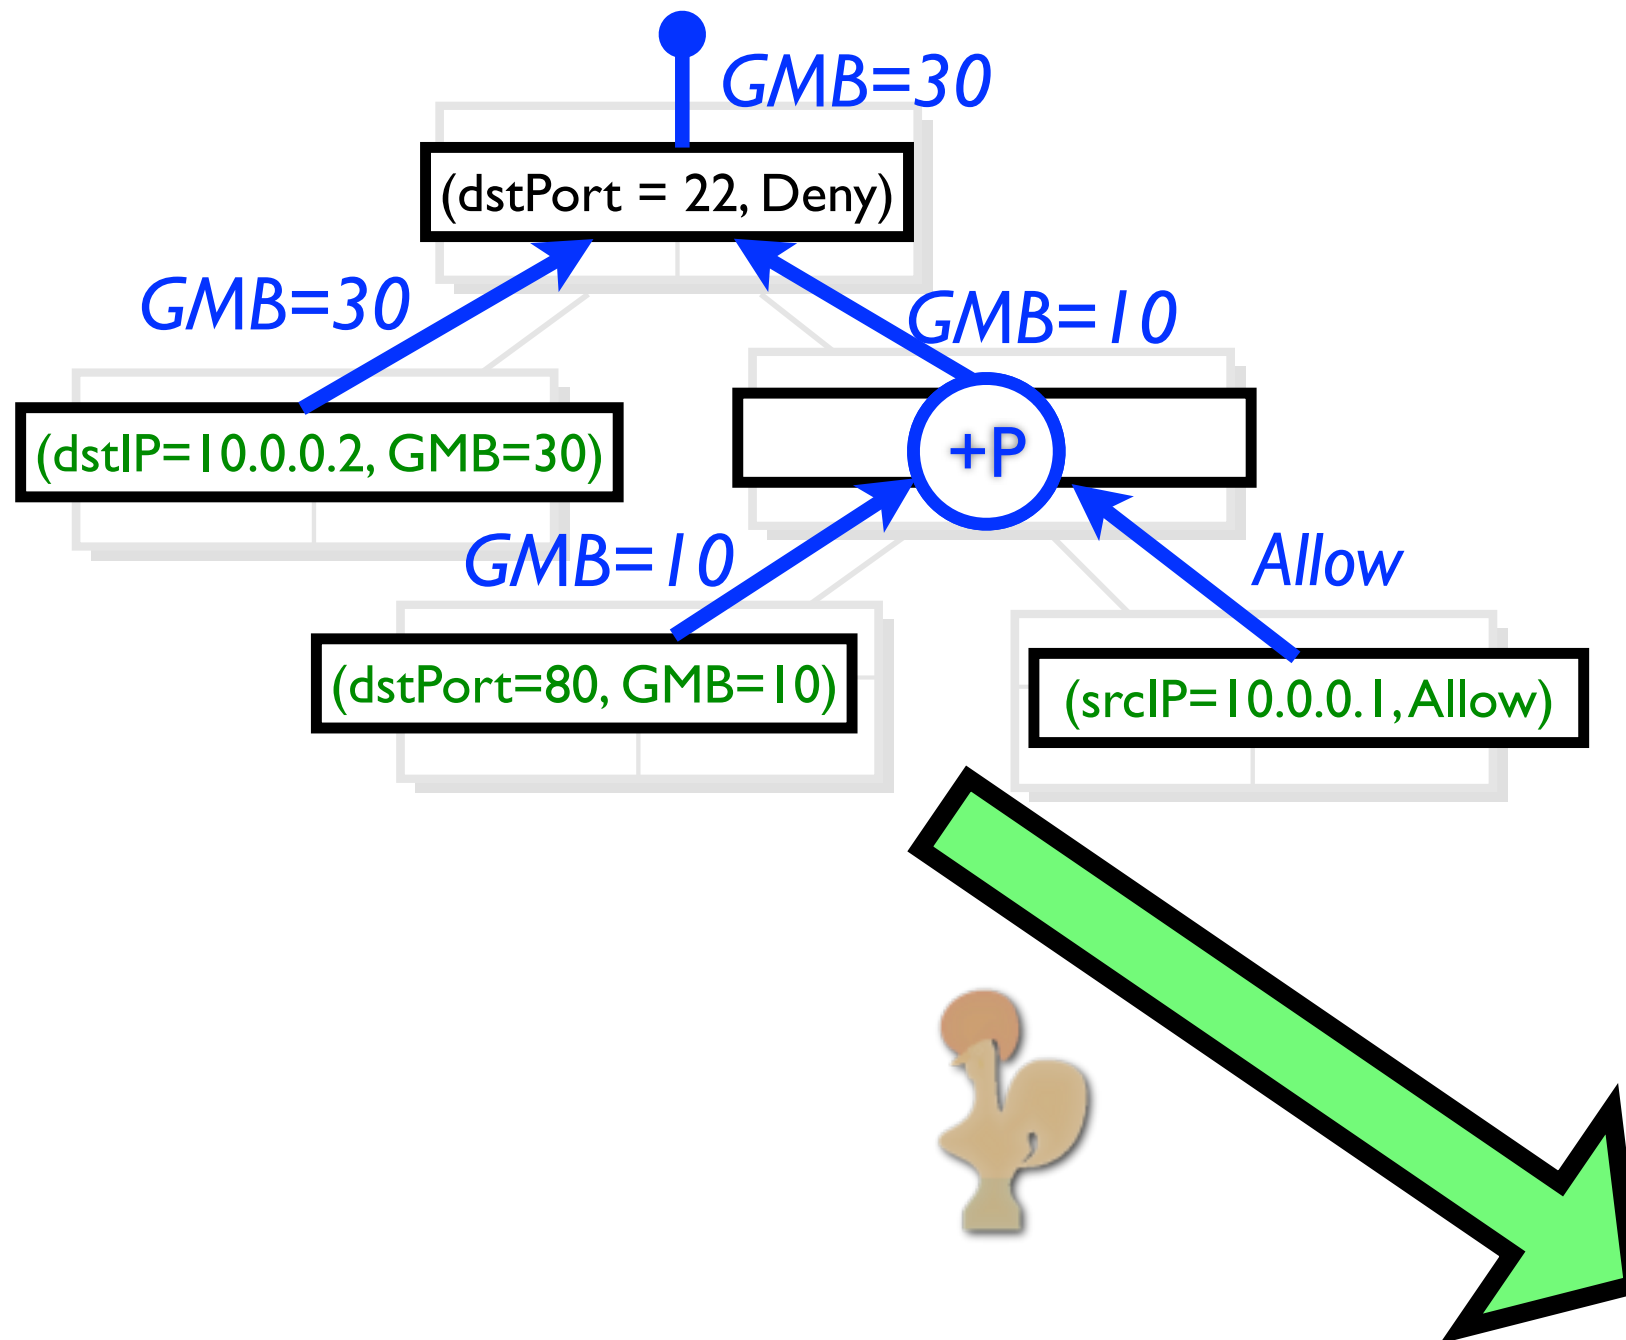 GMB=30
(dstPort = 22, Deny)
GMB=30
GMB=10
(dstIP=10.0.0.2, GMB=30)
+P
GMB=10
Allow
(dstPort=80, GMB=10)
(srcIP=10.0.0.1, Allow)